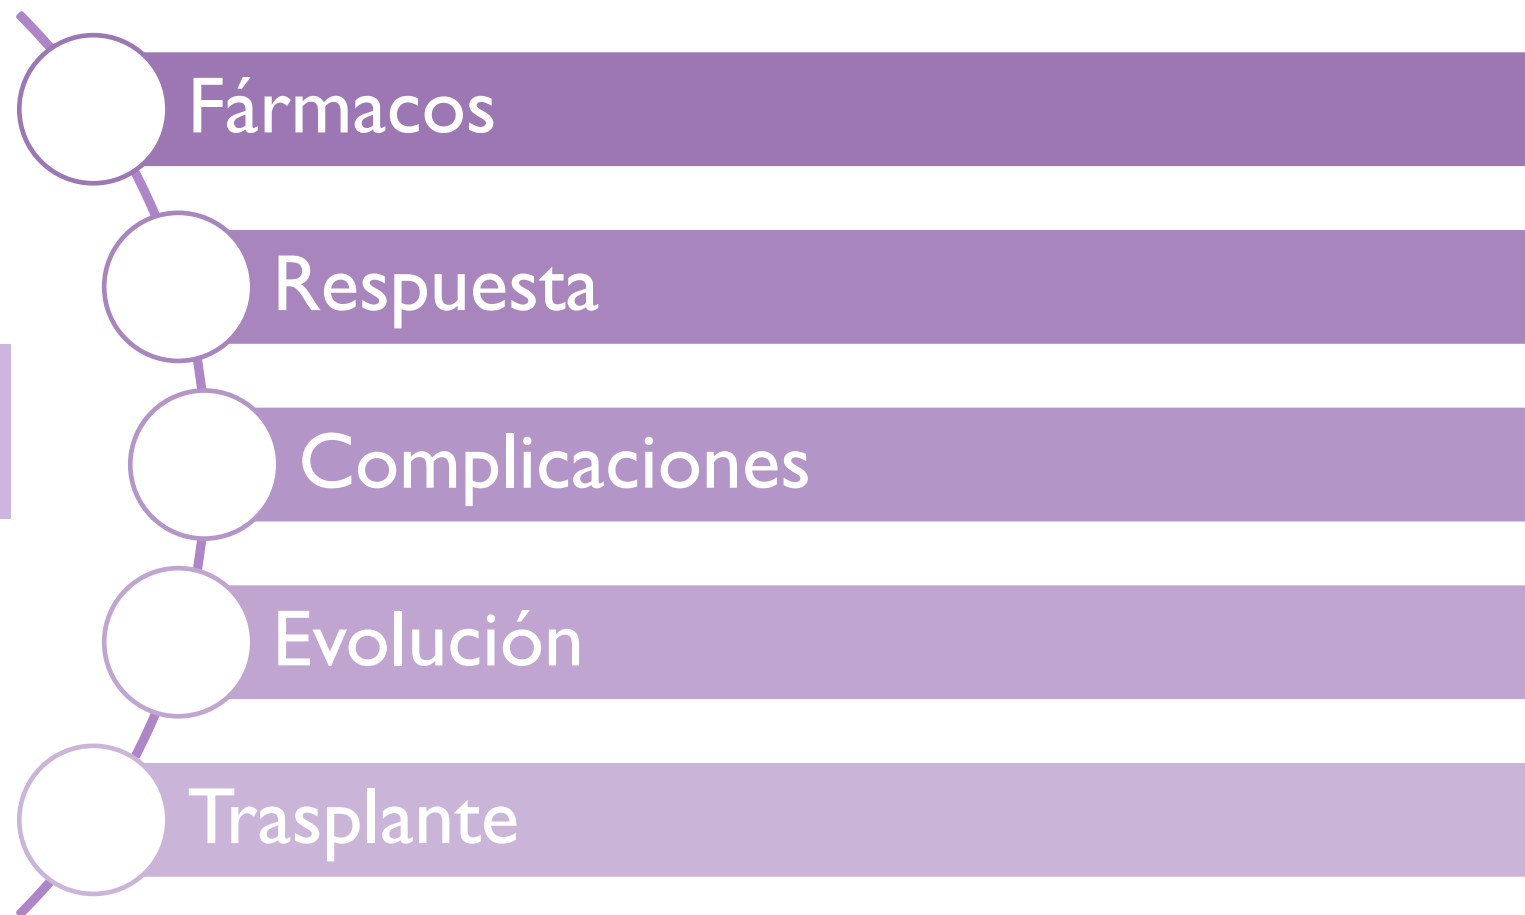 Fármacos
Respuesta
Complicaciones
Evolución
Trasplante